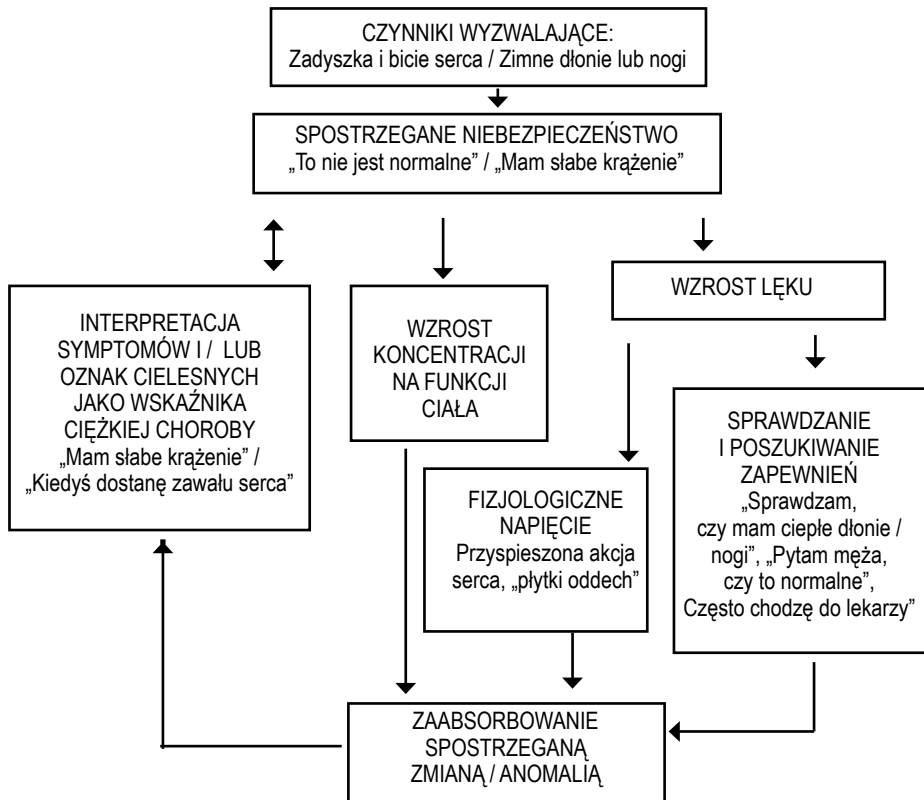 CZYNNIKI WYZWALAJĄCE:
Zadyszka i bicie serca / Zimne dłonie lub nogi
SPOSTRZEGANE NIEBEZPIECZEŃSTWO
„To nie jest normalne” / „Mam słabe krążenie”
WZROST LĘKU
INTERPRETACJA
SYMPTOMÓW I / LUB
OZNAK CIELESNYCH
JAKO WSKAŹNIKA
CIĘŻKIEJ CHOROBY
„Mam słabe krążenie” /
„Kiedyś dostanę zawału serca”
WZROST
KONCENTRACJI
NA FUNKCJI
CIAŁA
SPRAWDZANIE
I POSZUKIWANIE
ZAPEWNIEŃ
„Sprawdzam,
czy mam ciepłe dłonie /
nogi”, „Pytam męża,
czy to normalne”,
Często chodzę do lekarzy”
FIZJOLOGICZNE
NAPIĘCIE
Przyspieszona akcja
serca, „płytki oddech”
ZAABSORBOWANIE
SPOSTRZEGANĄ
ZMIANĄ / ANOMALIĄ